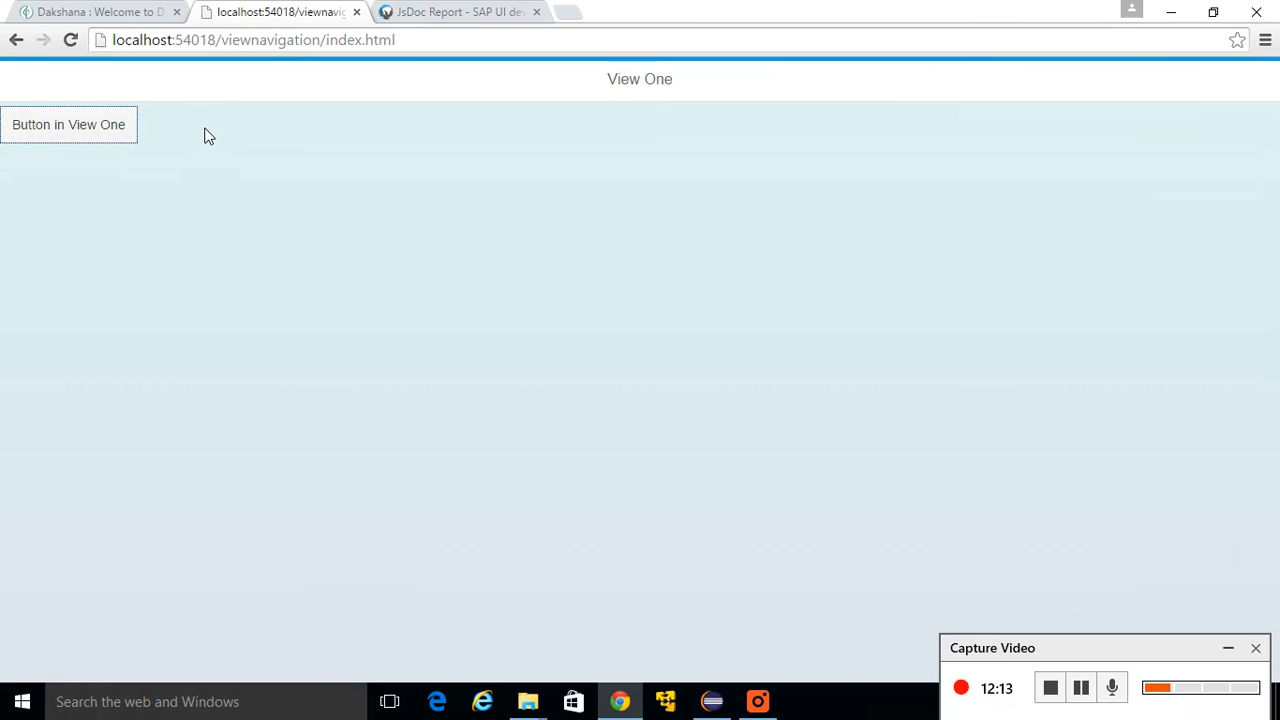 Dakshana : Welcome to D
localhost:54018/viewnavig
JsDoc Report - SAP UI dev
localhost:54018/viewnavigation/index.html
View One
Button in View One
Capture Video
12:13
Search the web and Windows